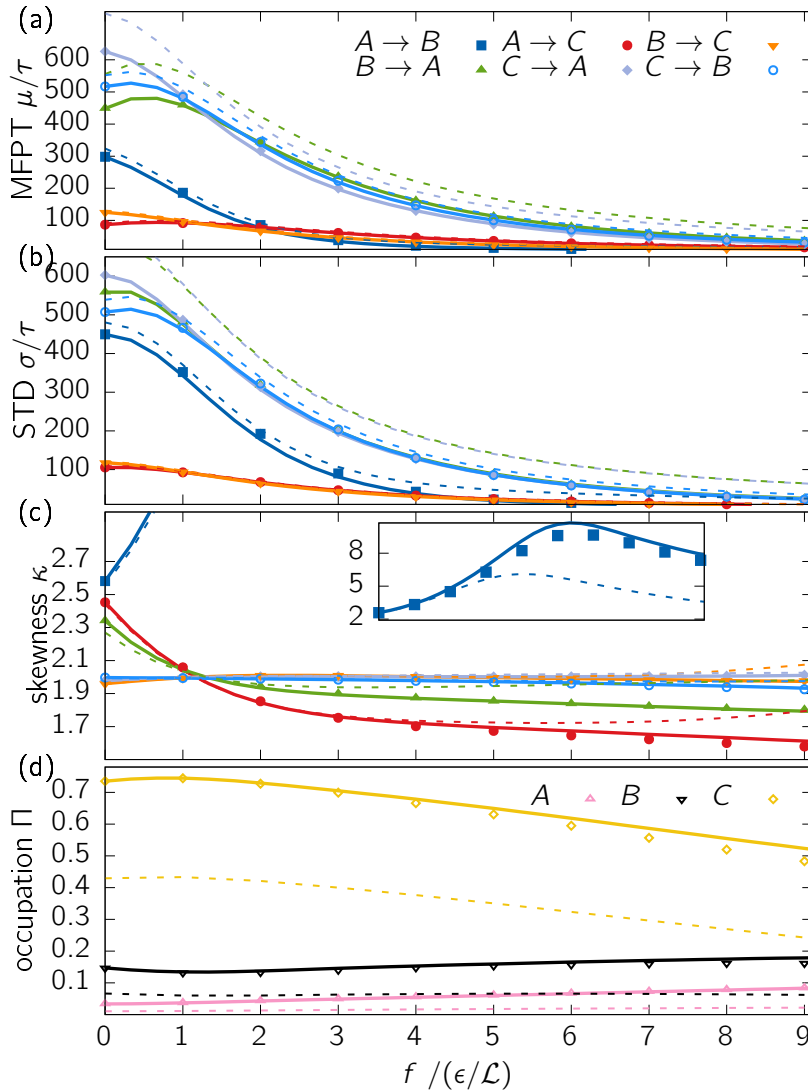 (a)
A → B A → C B → C
B → A C → A C → B
MFPT μ/τ
600
500
400
300
200
100
(b)
STD σ/τ
600
500
400
300
200
100
(c)
skewness κ
2.7
2.5
2.3
2.1
1.9
1.7
8
5
2
(d)
A B C
occupation Π
0.7
0.6
0.5
0.4
0.3
0.2
0.1
0 1 2 3 4 5 6 7 8 9
f /(ϵ/ℒ)